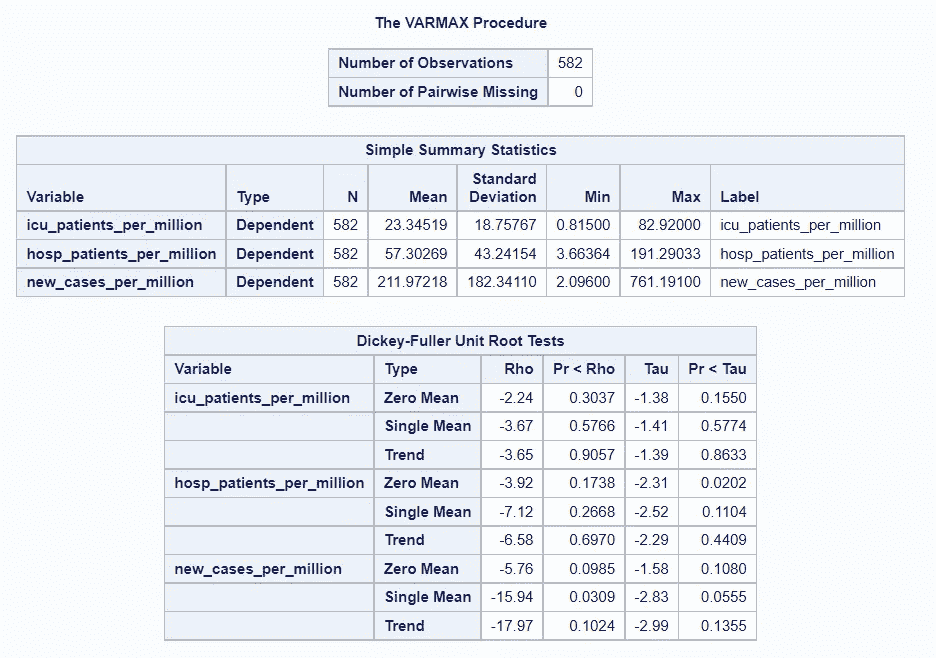 The VARMAX Procedure
Number of Observations 582
Number of Pairwise Missing 0
Simple Summary Statistics
Variable Type N Mean Standard Deviation Min Max Label
icu_patients_per_million Dependent 582 23.34519 18.75767 0.81500 82.92000 icu_patients_per_million
hosp_patients_per_million Dependent 582 57.30269 43.24154 3.66364 191.29033 hosp_patients_per_million
new_cases_per_million Dependent 582 211.97218 182.34110 2.09600 761.19100 new_cases_per_million
Dickey-Fuller Unit Root Tests
Variable Type Rho Pr < Rho Tau Pr < Tau
icu_patients_per_million Zero Mean -2.24 0.3037 -1.38 0.1550
Single Mean -3.67 0.5766 -1.41 0.5774
Trend -3.65 0.9057 -1.39 0.8633
hosp_patients_per_million Zero Mean -3.92 0.1738 -2.31 0.0202
Single Mean -7.12 0.2668 -2.52 0.1104
Trend -6.58 0.6970 -2.29 0.4409
new_cases_per_million Zero Mean -5.76 0.0985 -1.58 0.1080
Single Mean -15.94 0.0309 -2.83 0.0555
Trend -17.97 0.1024 -2.99 0.1355